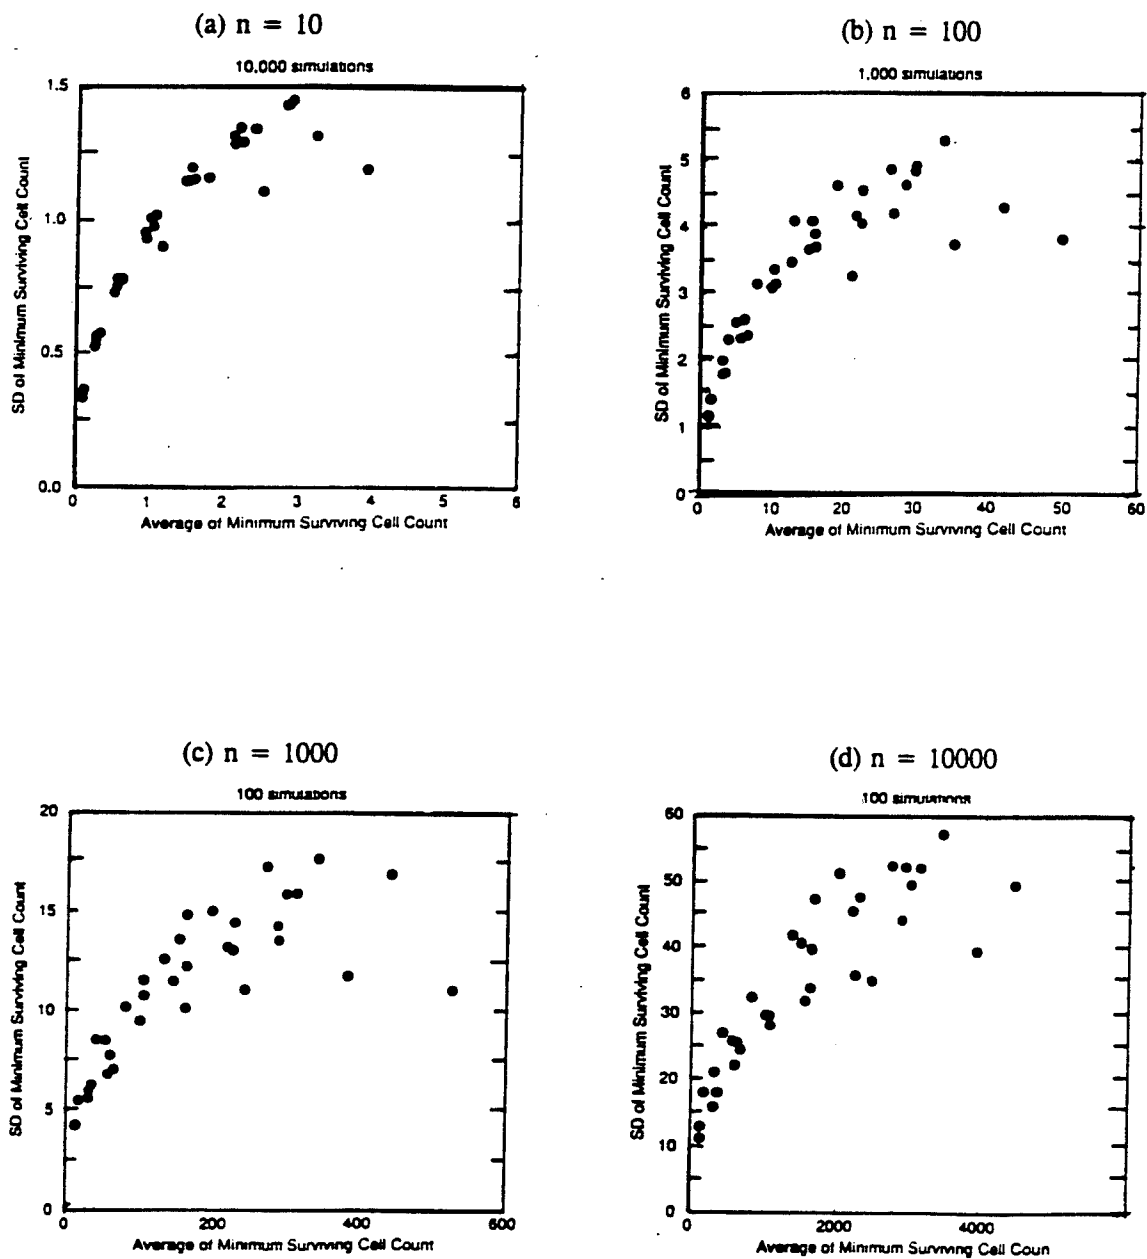 (a) n = 10
10,000 simulations
1.5
1.0
0.5
0.0
SD of Minimum Surviving Cell Count
0 1 2 3 4 5 6
Average of Minimum Surviving Cell Count
(b) n = 100
1,000 simulations
6
5
4
3
2
1
0
SD of Minimum Surviving Cell Count
0 10 20 30 40 50 60
Average of Minimum Surviving Cell Count
(c) n = 1000
100 simulations
20
15
10
5
0
SD of Minimum Surviving Cell Count
0 200 400 600
Average of Minimum Surviving Cell Count
(d) n = 10000
100 simulations
60
50
40
30
20
10
0
SD of Minimum Surviving Cell Count
0 2000 4000
Average of Minimum Surviving Cell Coun